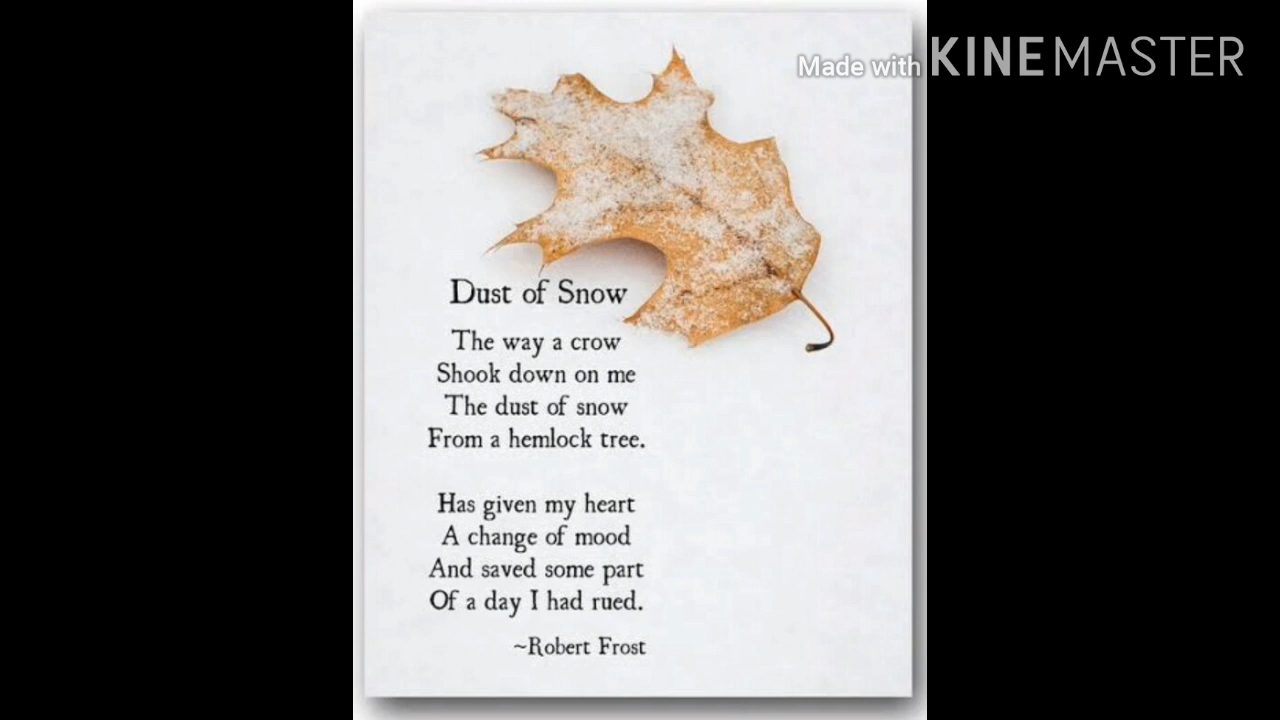 Made with KINEMASTER
Dust of Snow
The way a crow
Shook down on me
The dust of snow
From a hemlock tree.
Has given my heart
A change of mood
And saved some part
Of a day I had rued.
~Robert Frost